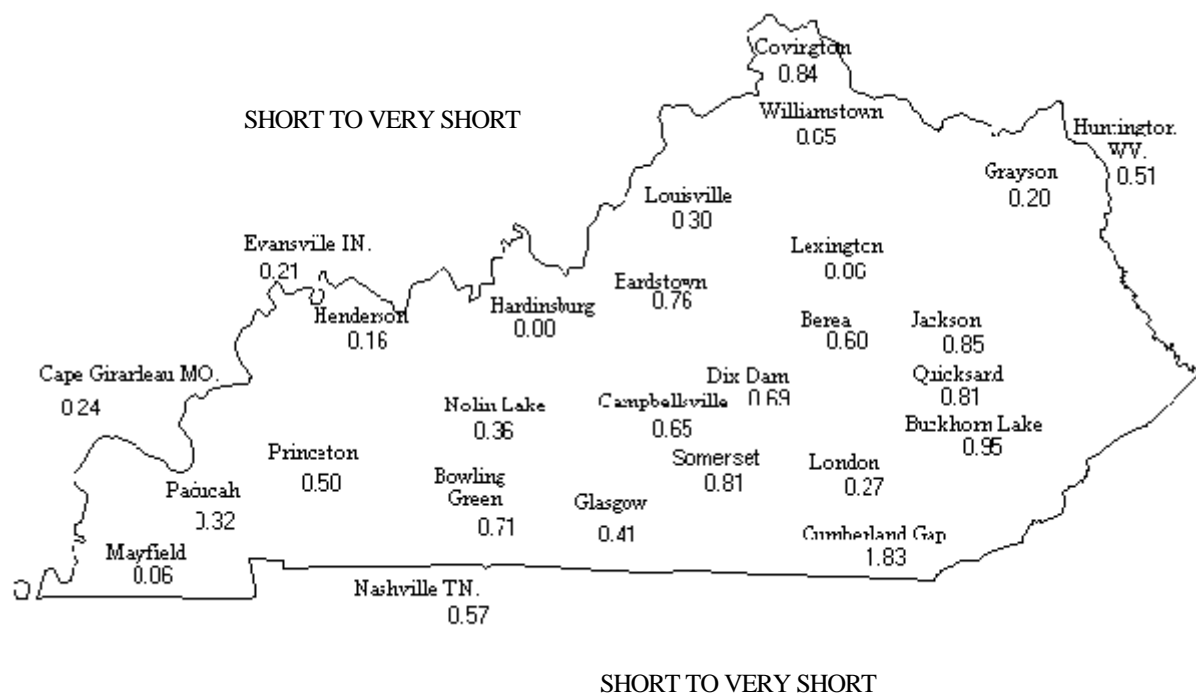 Covington
0.84
SHORT TO VERY SHORT
Williamstown
Huntington
WV.
0.51
Grayson
0.20
Louisville
0.30
Evansville IN.
0.21
Lexington
Bardstown
0.76
Hardinsburg
0.00
Henderson
0.16
Berea
0.60
Jackson
0.85
Cape Girardeau MO.
0.24
Dix Dam
0.69
Quicksand
0.81
Nolin Lake
0.36
Campbellsville
0.65
Buckhorn Lake
0.95
Princeton
0.50
Somerset
0.81
London
0.27
Bowling
Green
0.71
Paducah
0.32
Glasgow
0.41
Cumberland Gap
1.83
Mayfield
0.06
Nashville TN.
0.57
SHORT TO VERY SHORT